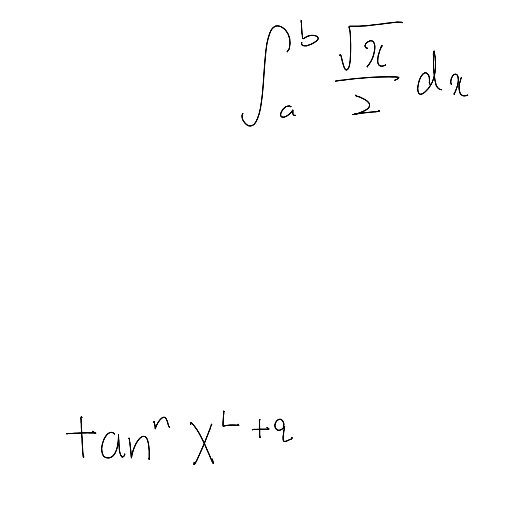 ∫_a^b √x/2 dx
tan^n x^{L+q}